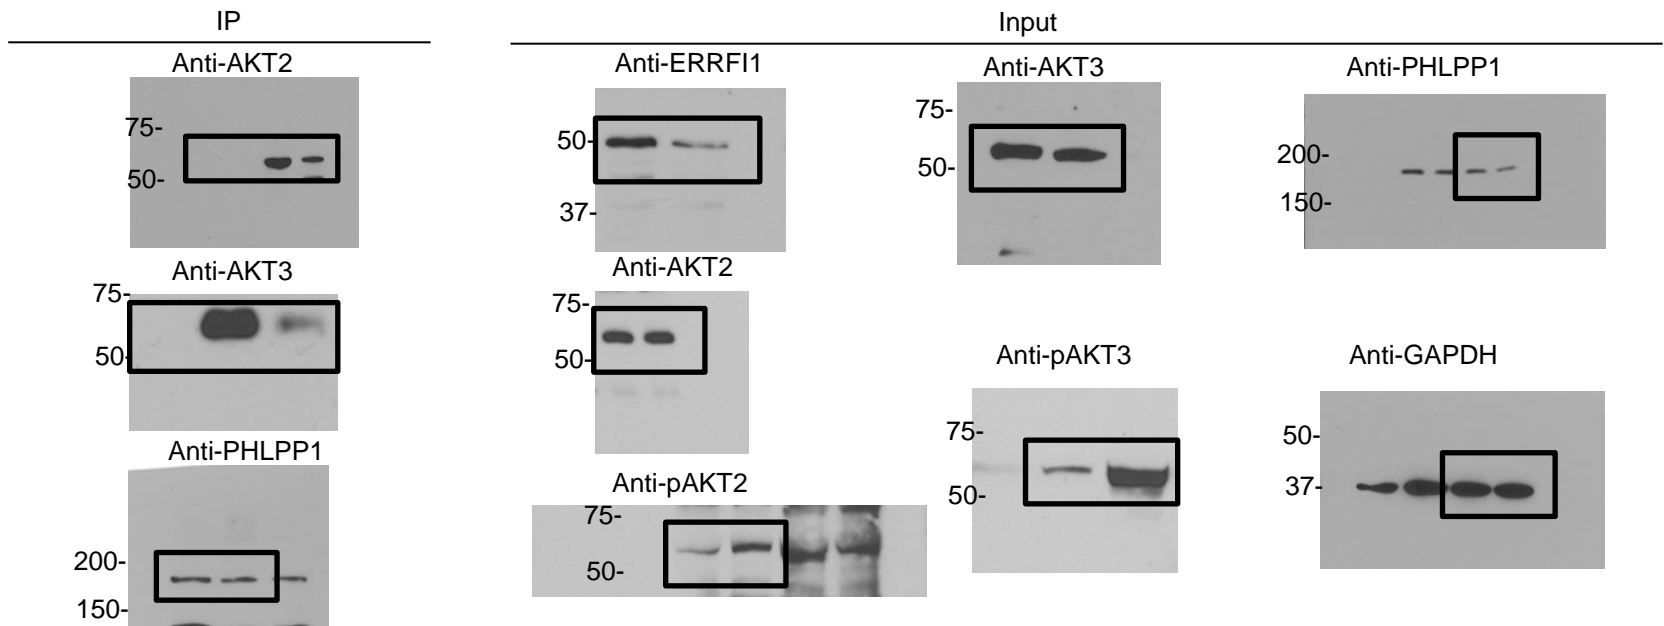 IP
Anti-AKT2
75-
50-
Anti-AKT3
75-
50-
Anti-PHLPP1
200-
150-
Input
Anti-ERRFI1
50-
37-
Anti-AKT2
75-
50-
Anti-pAKT2
75-
50-
Anti-AKT3
75-
50-
Anti-pAKT3
75-
50-
Anti-PHLPP1
200-
150-
Anti-GAPDH
50-
37-